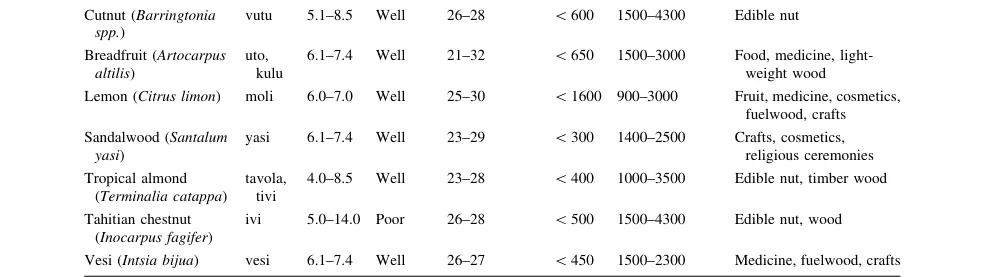 Cutnut (Barringtonia vutu 5.1–8.5 Well 26–28 < 600 1500–4300 Edible nut
spp.)
Breadfruit (Artocarpus uto, 6.1–7.4 Well 21–32 < 650 1500–3000 Food, medicine, light-
altilis) kulu weight wood
Lemon (Citrus limon) moli 6.0–7.0 Well 25–30 < 1600 900–3000 Fruit, medicine, cosmetics,
fuelwood, crafts
Sandalwood (Santalum yasi 6.1–7.4 Well 23–29 < 300 1400–2500 Crafts, cosmetics,
yasi) religious ceremonies
Tropical almond tavola, 4.0–8.5 Well 23–28 < 400 1000–3500 Edible nut, timber wood
(Terminalia catappa) tivi
Tahitian chestnut ivi 5.0–14.0 Poor 26–28 < 500 1500–4300 Edible nut, wood
(Inocarpus fagifer)
Vesi (Intsia bijua) vesi 6.1–7.4 Well 26–27 < 450 1500–2300 Medicine, fuelwood, crafts